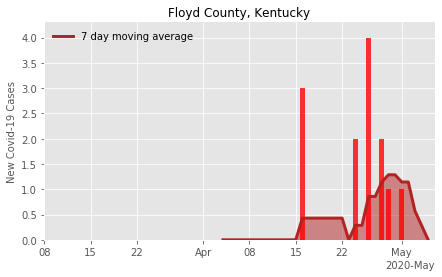 Floyd County, Kentucky
7 day moving average
New Covid-19 Cases
4.0
3.5
3.0
2.5
2.0
1.5
1.0
0.5
0.0
08 15 22 Apr 08 15 22 May
2020-May